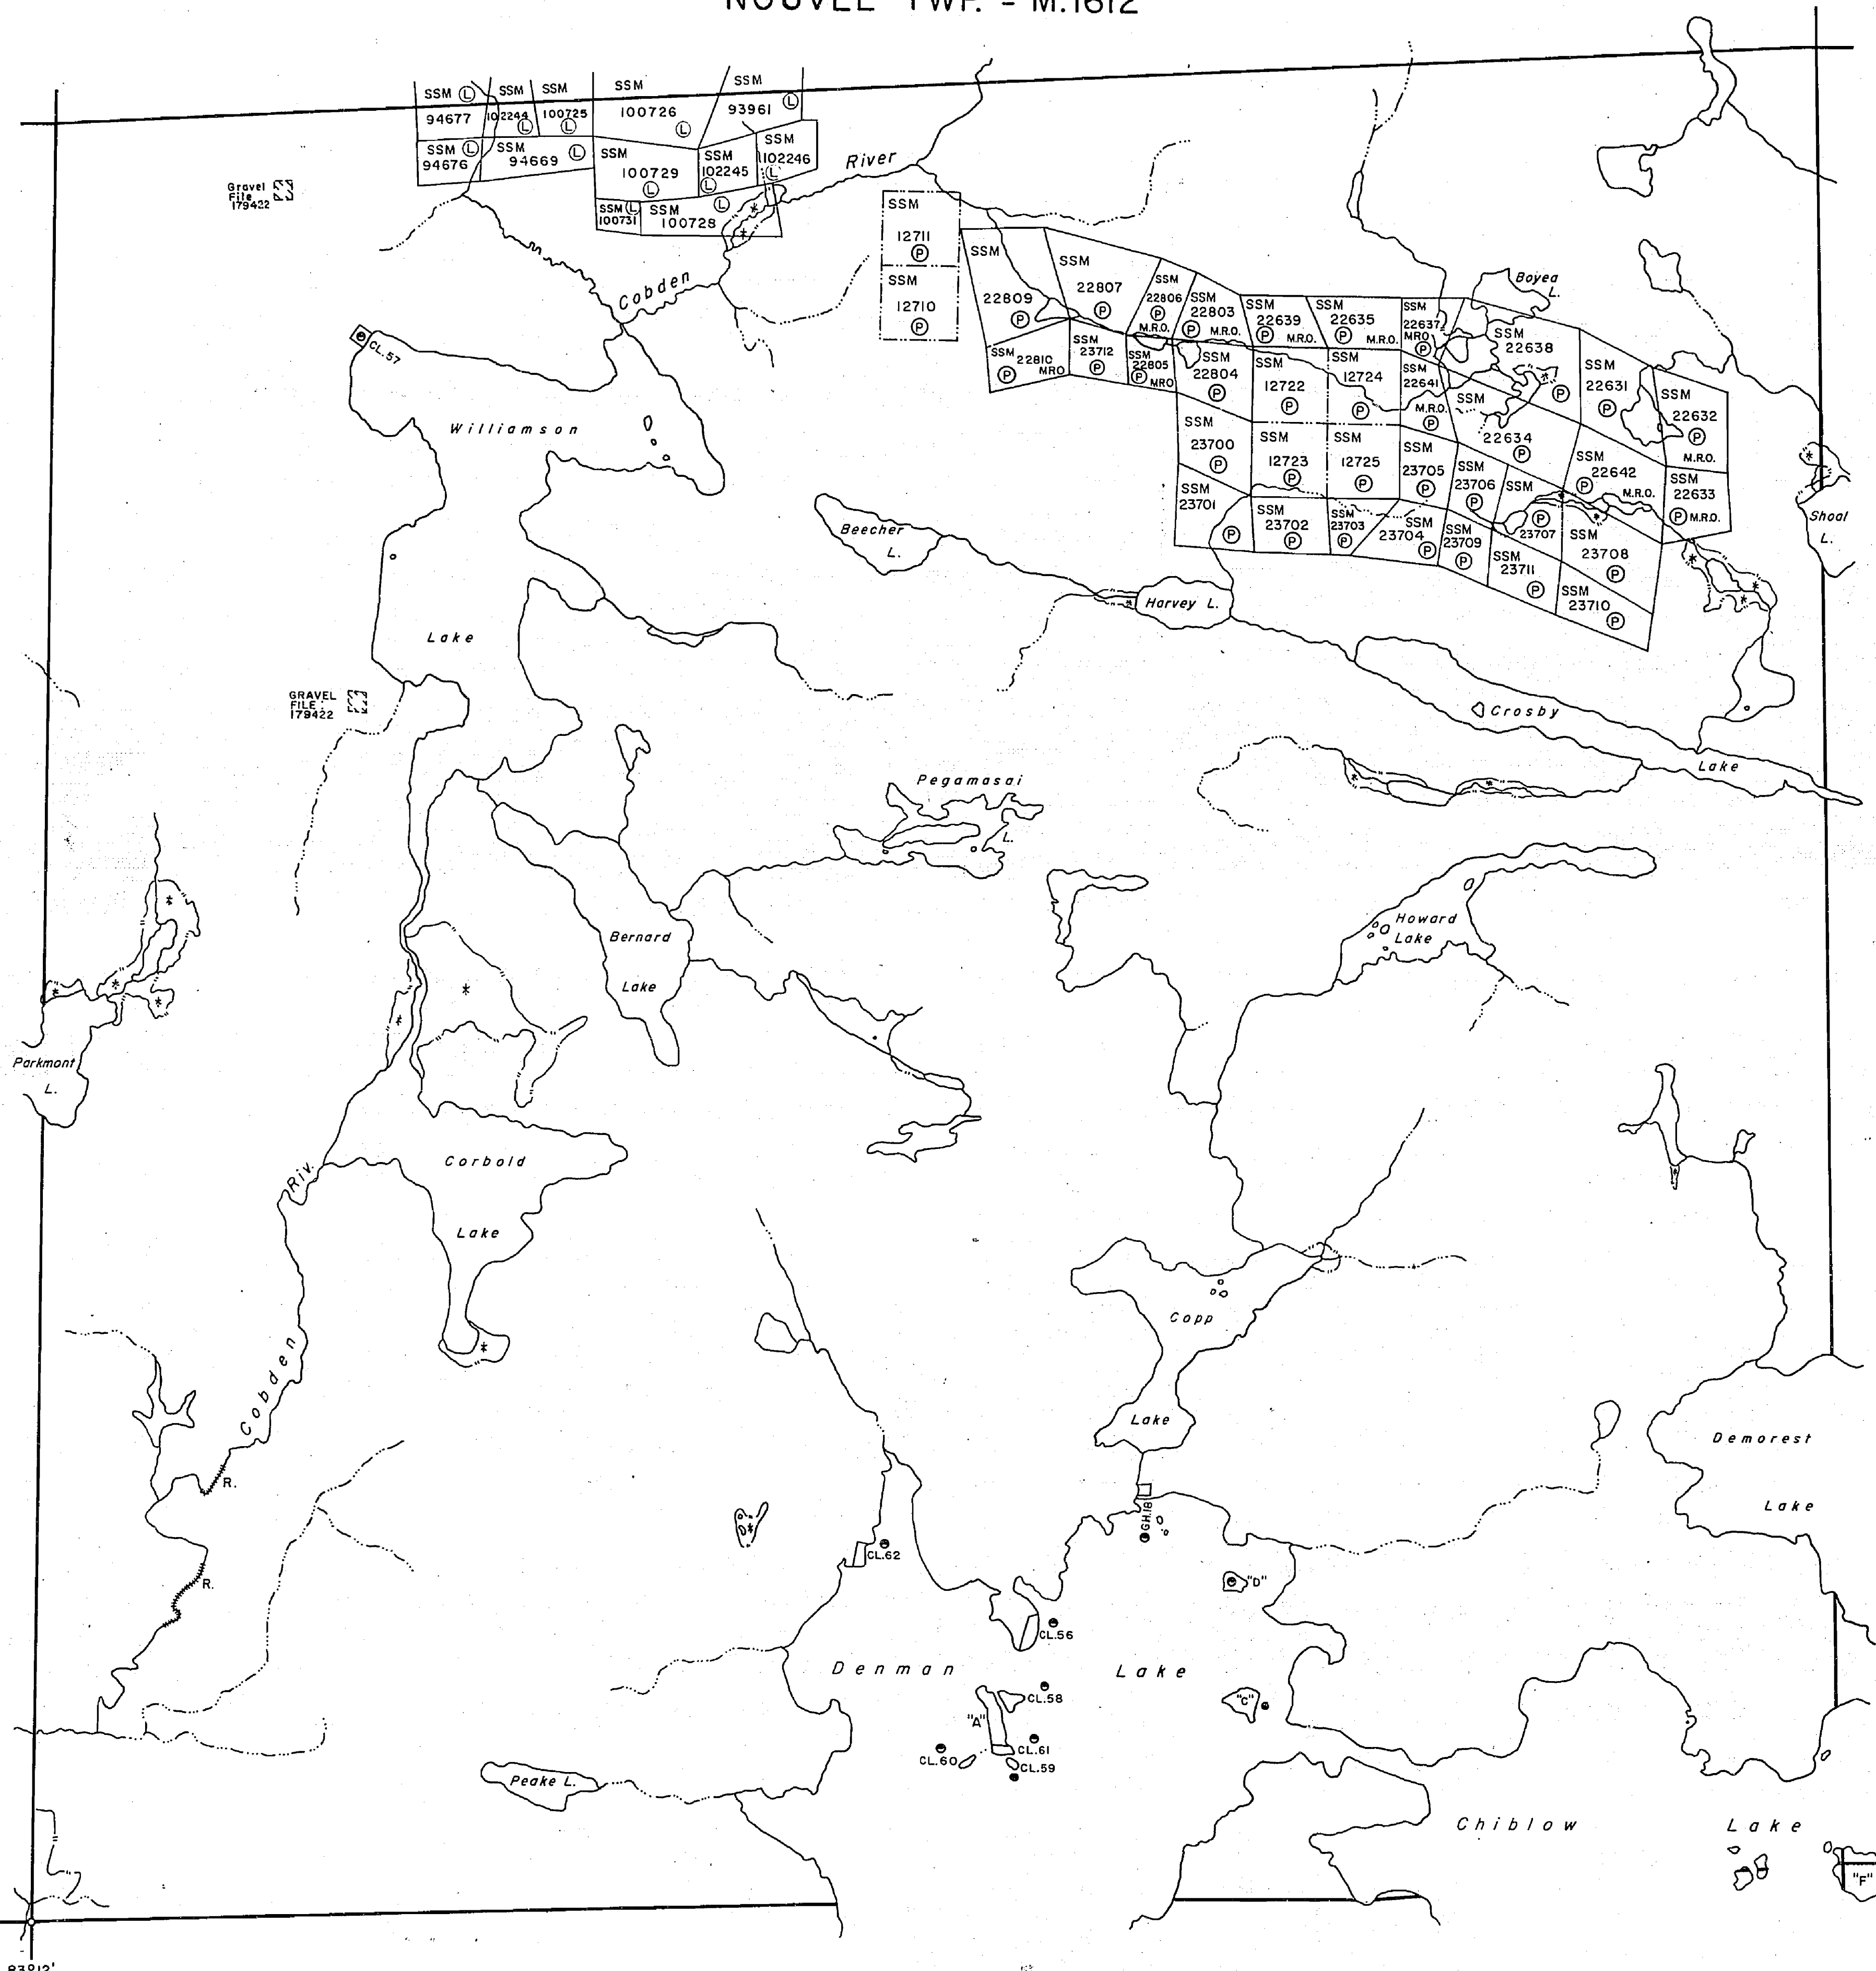 NOUVEL TWP. - M.1612
SSM Ⓛ
94677
SSM
102244
Ⓛ
SSM
100725
Ⓛ
SSM
100726
Ⓛ
SSM
93961 Ⓛ
SSM Ⓛ
94676
SSM
94669 Ⓛ
SSM
100729
Ⓛ
SSM
102245
Ⓛ
SSM
102246
Ⓛ
SSM Ⓛ
100731
SSM Ⓛ
100728
Gravel
File
179422
River
Cobden
SSM
12711
Ⓟ
SSM
12710
Ⓟ
SSM
22809
Ⓟ
SSM
22807
Ⓟ
SSM
22806
Ⓟ
M.R.O.
SSM
22803
Ⓟ M.R.O.
SSM
22639
Ⓟ M.R.O.
SSM
22635
Ⓟ M.R.O.
SSM
22637
MRO
Ⓟ
Boyea
L.
SSM
22638
Ⓟ
SSM
22631
Ⓟ
SSM
22632
Ⓟ
M.R.O.
SSM 22810
Ⓟ MRO
SSM
23712
Ⓟ
SSM
22805
Ⓟ MRO
SSM
22804
Ⓟ
SSM
12722
Ⓟ
SSM
12724
Ⓟ
SSM
22641
M.R.O.
Ⓟ
SSM
22634
Ⓟ
SSM
22642
Ⓟ M.R.O.
SSM
22633
Ⓟ M.R.O.
SSM
23700
Ⓟ
SSM
12723
Ⓟ
SSM
12725
Ⓟ
SSM
23705
Ⓟ
SSM
23706
Ⓟ
SSM
Ⓟ
23707
SSM
23708
Ⓟ
SSM
23701
Ⓟ
SSM
23702
Ⓟ
SSM
23703
Ⓟ
SSM
23704
Ⓟ
SSM
23709
Ⓟ
SSM
23711
Ⓟ
SSM
23710
Ⓟ
Shoal
L.
CL.57
Williamson
Lake
Beecher
L.
Harvey L.
GRAVEL
FILE:
179422
Crosby
Lake
Pegamasai
L.
Bernard
Lake
Howard
Lake
Parkmont
L.
Corbold
Lake
Riv.
Cobden
Copp
Lake
Demorest
Lake
R.
R.
GH.18
CL.62
"D"
CL.56
Denman Lake
CL.58
"A"
"C"
CL.61
CL.60
CL.59
Peake L.
Chiblow Lake
"F"
83°12'